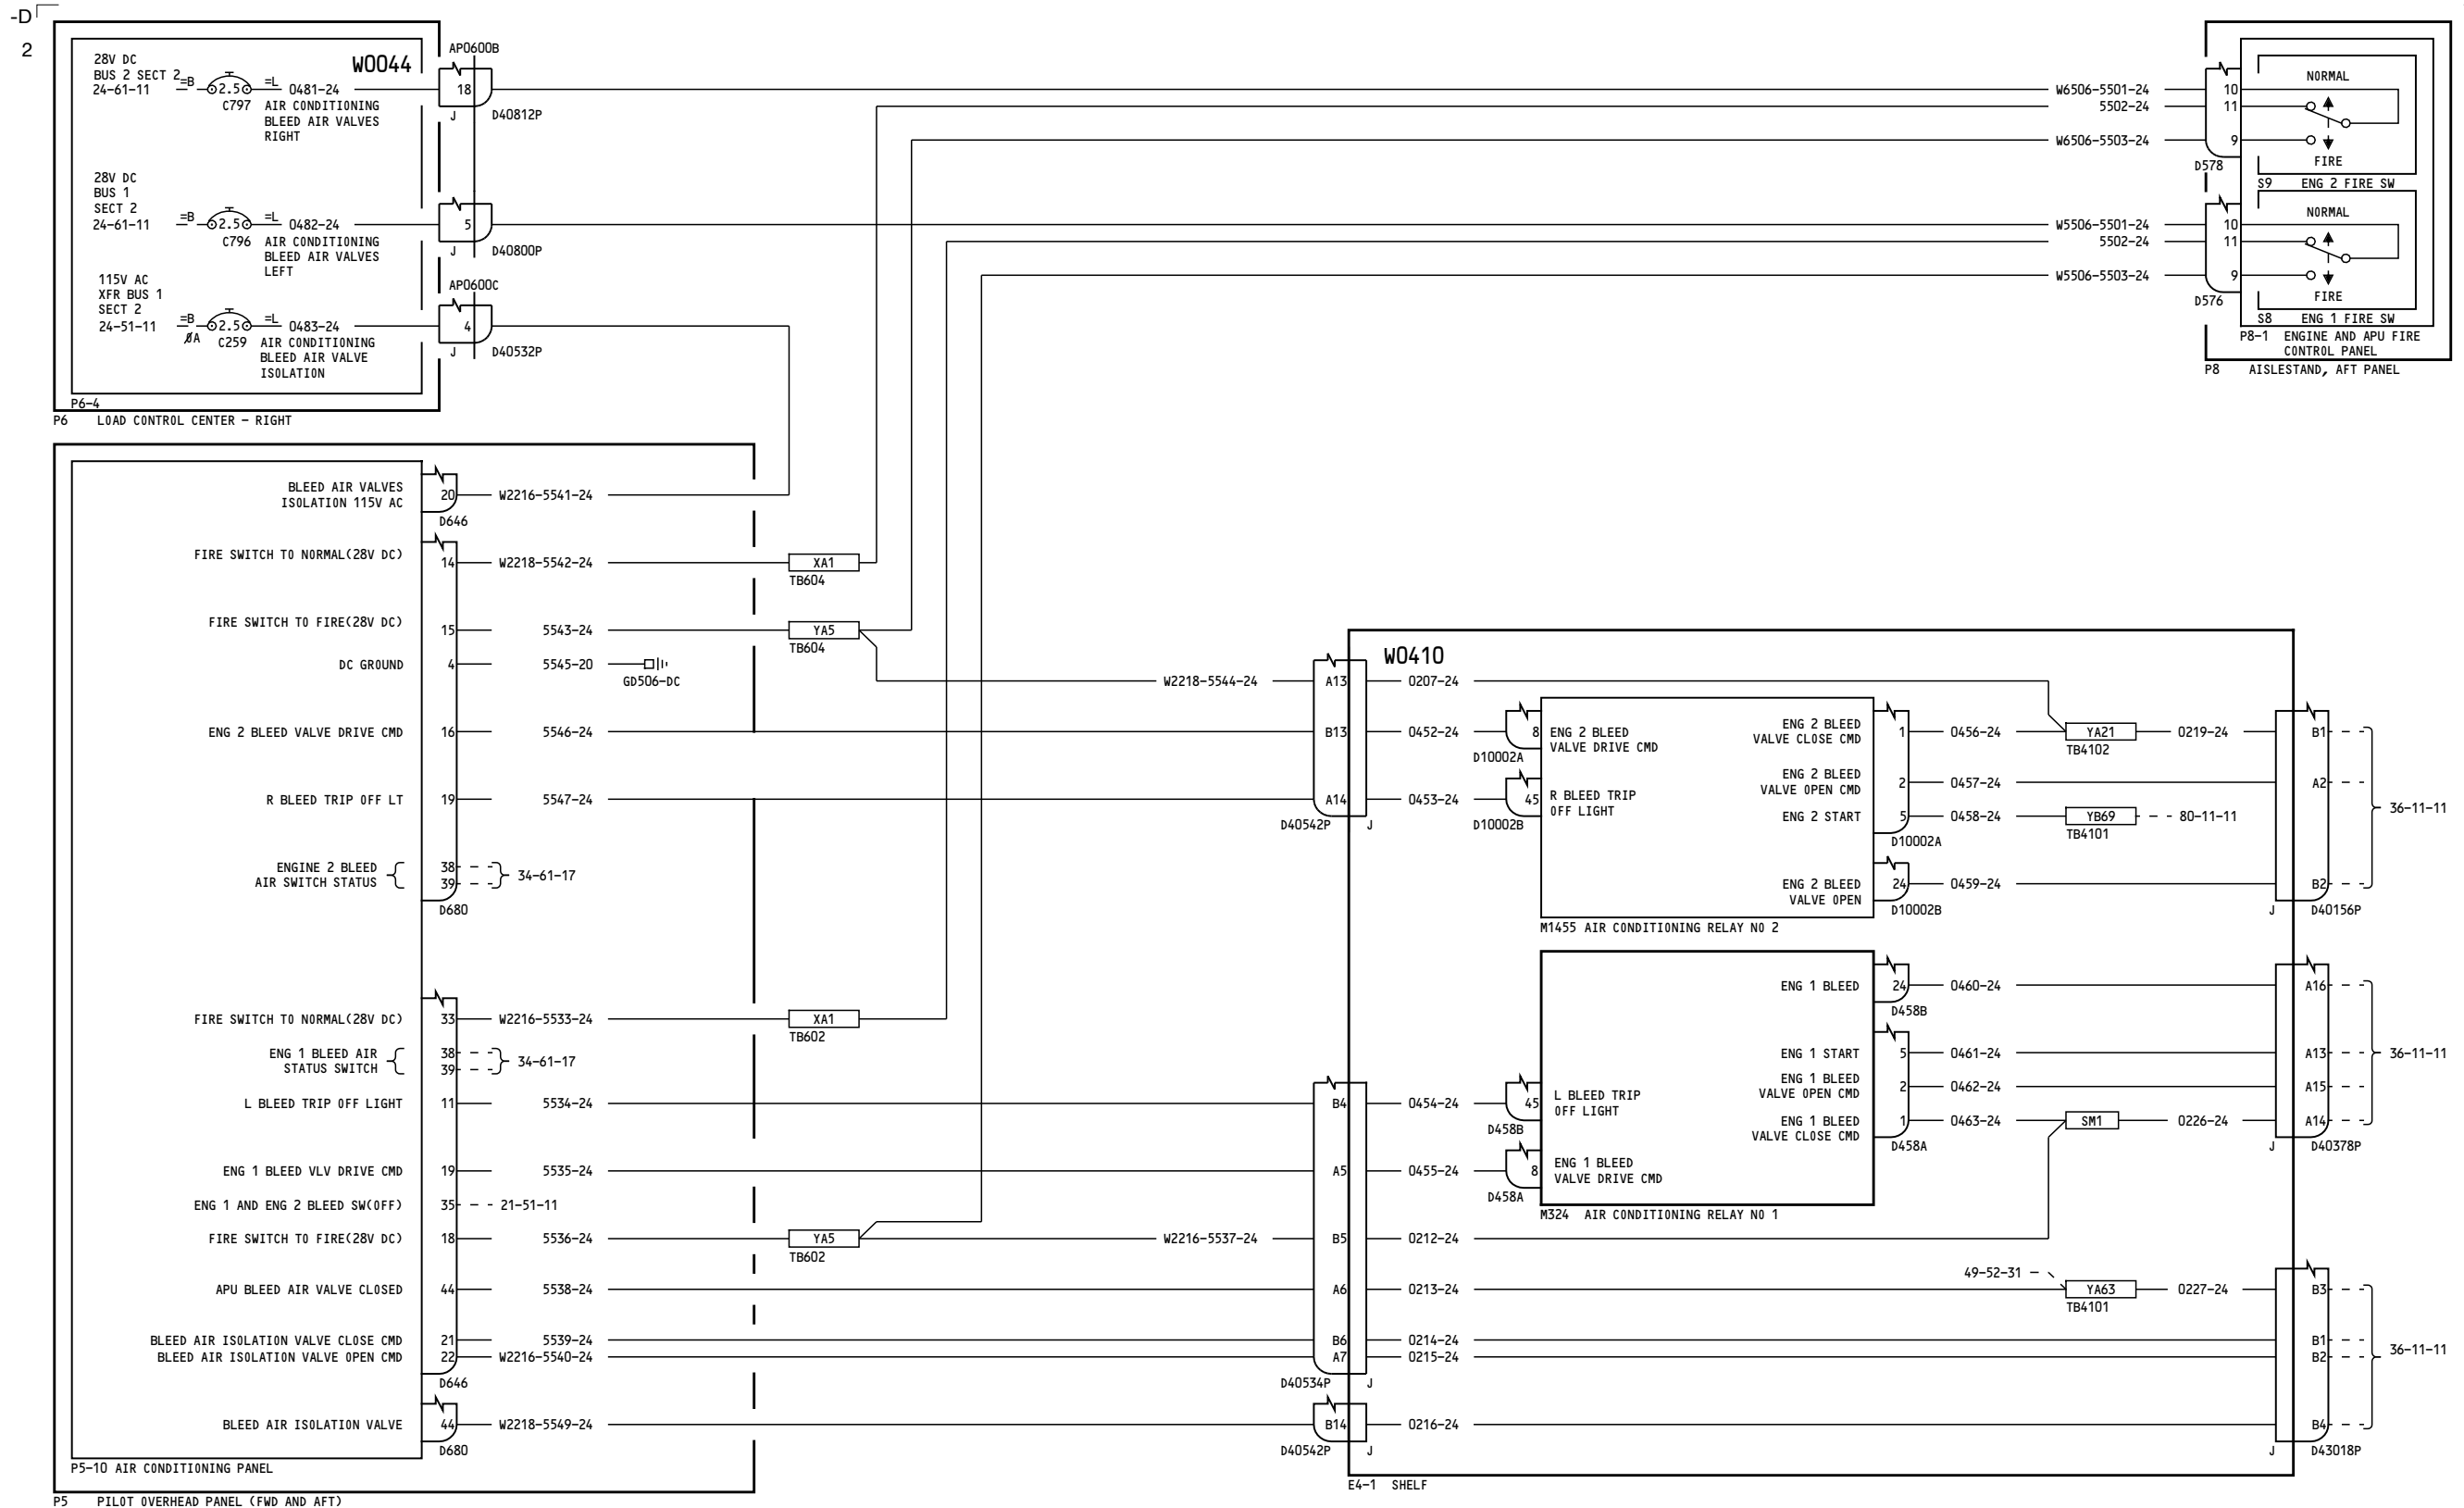 -D
2
28V DC
BUS 2 SECT 2
24-61-11
=B
2.5
=L
0481-24
C797
AIR CONDITIONING
BLEED AIR VALVES
RIGHT
W0044
AP0600B
18
J
D40812P
28V DC
BUS 1
SECT 2
24-61-11
=B
2.5
=L
0482-24
C796
AIR CONDITIONING
BLEED AIR VALVES
LEFT
5
J
D40800P
115V AC
XFR BUS 1
SECT 2
24-51-11
=B
ØA
2.5
=L
0483-24
C259
AIR CONDITIONING
BLEED AIR VALVE
ISOLATION
AP0600C
4
J
D40532P
P6-4
P6 LOAD CONTROL CENTER - RIGHT
W6506-5501-24
5502-24
W6506-5503-24
10
11
9
D578
NORMAL
FIRE
S9 ENG 2 FIRE SW
W5506-5501-24
5502-24
W5506-5503-24
10
11
9
D576
NORMAL
FIRE
S8 ENG 1 FIRE SW
P8-1 ENGINE AND APU FIRE
CONTROL PANEL
P8 AISLESTAND, AFT PANEL
BLEED AIR VALVES
ISOLATION 115V AC
20
W2216-5541-24
D646
FIRE SWITCH TO NORMAL(28V DC)
14
W2218-5542-24
XA1
TB604
FIRE SWITCH TO FIRE(28V DC)
15
5543-24
YA5
TB604
DC GROUND
4
5545-20
GD506-DC
W2218-5544-24
ENG 2 BLEED VALVE DRIVE CMD
16
5546-24
R BLEED TRIP OFF LT
19
5547-24
ENGINE 2 BLEED
AIR SWITCH STATUS
38
39
34-61-17
D680
FIRE SWITCH TO NORMAL(28V DC)
33
W2216-5533-24
XA1
TB602
ENG 1 BLEED AIR
STATUS SWITCH
38
39
34-61-17
L BLEED TRIP OFF LIGHT
11
5534-24
ENG 1 BLEED VLV DRIVE CMD
19
5535-24
ENG 1 AND ENG 2 BLEED SW(OFF)
35
21-51-11
FIRE SWITCH TO FIRE(28V DC)
18
5536-24
YA5
TB602
W2216-5537-24
APU BLEED AIR VALVE CLOSED
44
5538-24
BLEED AIR ISOLATION VALVE CLOSE CMD
21
5539-24
BLEED AIR ISOLATION VALVE OPEN CMD
22
W2216-5540-24
D646
BLEED AIR ISOLATION VALVE
44
W2218-5549-24
D680
P5-10 AIR CONDITIONING PANEL
P5 PILOT OVERHEAD PANEL (FWD AND AFT)
W0410
A13
0207-24
B13
0452-24
8
D10002A
A14
0453-24
45
D10002B
D40542P
J
ENG 2 BLEED
VALVE DRIVE CMD
R BLEED TRIP
OFF LIGHT
ENG 2 BLEED
VALVE CLOSE CMD
1
0456-24
YA21
TB4102
0219-24
B1
ENG 2 BLEED
VALVE OPEN CMD
2
0457-24
A2
36-11-11
ENG 2 START
5
0458-24
YB69
TB4101
80-11-11
D10002A
ENG 2 BLEED
VALVE OPEN
24
0459-24
B2
D10002B
J
D40156P
M1455 AIR CONDITIONING RELAY NO 2
ENG 1 BLEED
24
0460-24
A16
D458B
ENG 1 START
5
0461-24
A13
36-11-11
ENG 1 BLEED
VALVE OPEN CMD
2
0462-24
A15
ENG 1 BLEED
VALVE CLOSE CMD
1
0463-24
SM1
0226-24
A14
D458A
J
D40378P
B4
0454-24
45
D458B
L BLEED TRIP
OFF LIGHT
A5
0455-24
8
D458A
ENG 1 BLEED
VALVE DRIVE CMD
M324 AIR CONDITIONING RELAY NO 1
B5
0212-24
49-52-31
A6
0213-24
YA63
TB4101
0227-24
B3
B6
0214-24
B1
A7
0215-24
B2
36-11-11
D40534P
J
B14
0216-24
B4
D40542P
J
J
D43018P
E4-1 SHELF